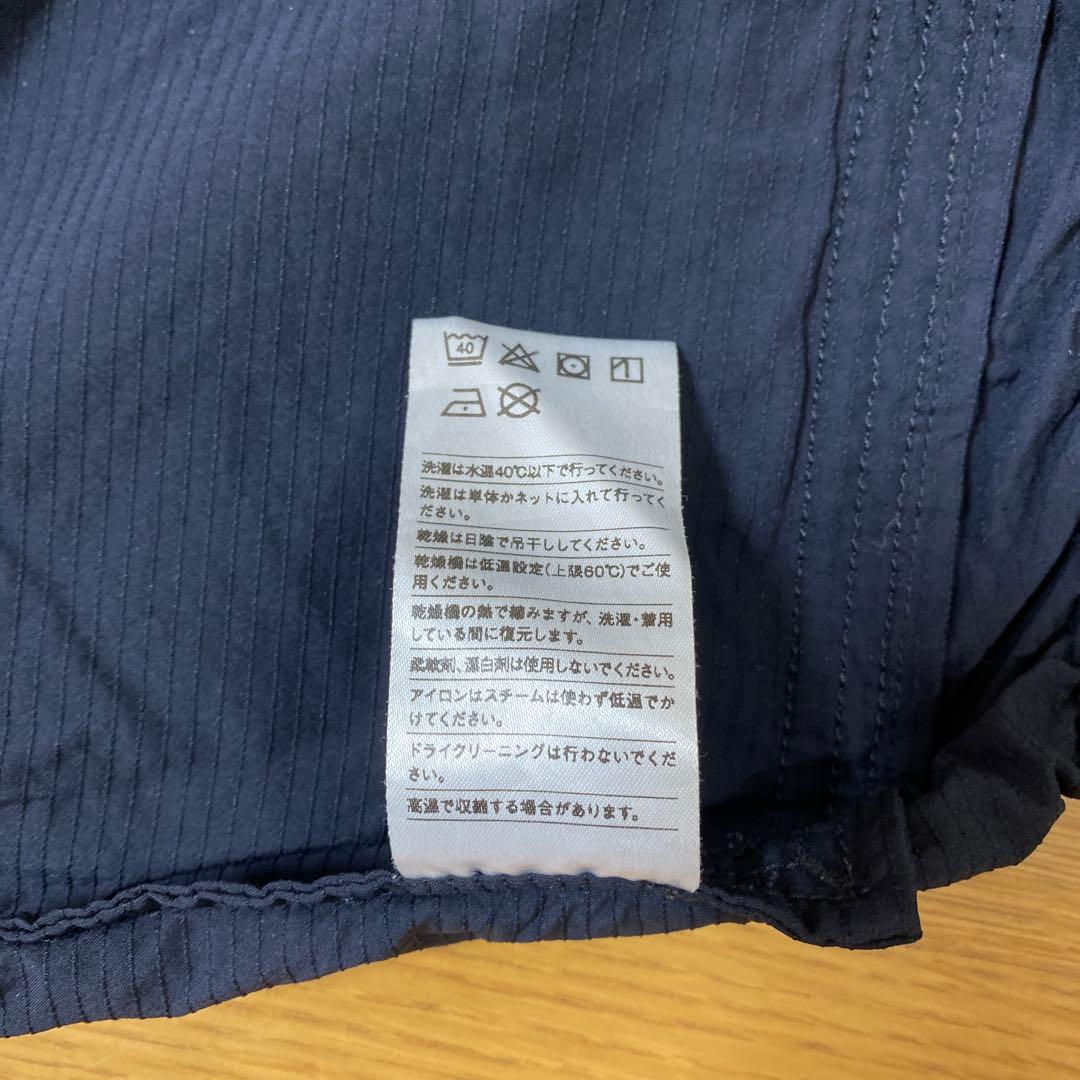 40
洗濯は水温40℃以下で行ってください。
洗濯は単体かネットに入れて行ってく
ださい。
乾燥は日陰で吊干ししてください。
乾燥機は低温設定(上限60℃)でご使
用ください。
乾燥機の熱で縮みますが、洗濯・着用
している間に復元します。
柔軟剤、漂白剤は使用しないでください。
アイロンはスチームは使わず低温でか
けてください。
ドライクリーニングは行わないでくだ
さい。
高温で収縮する場合があります。